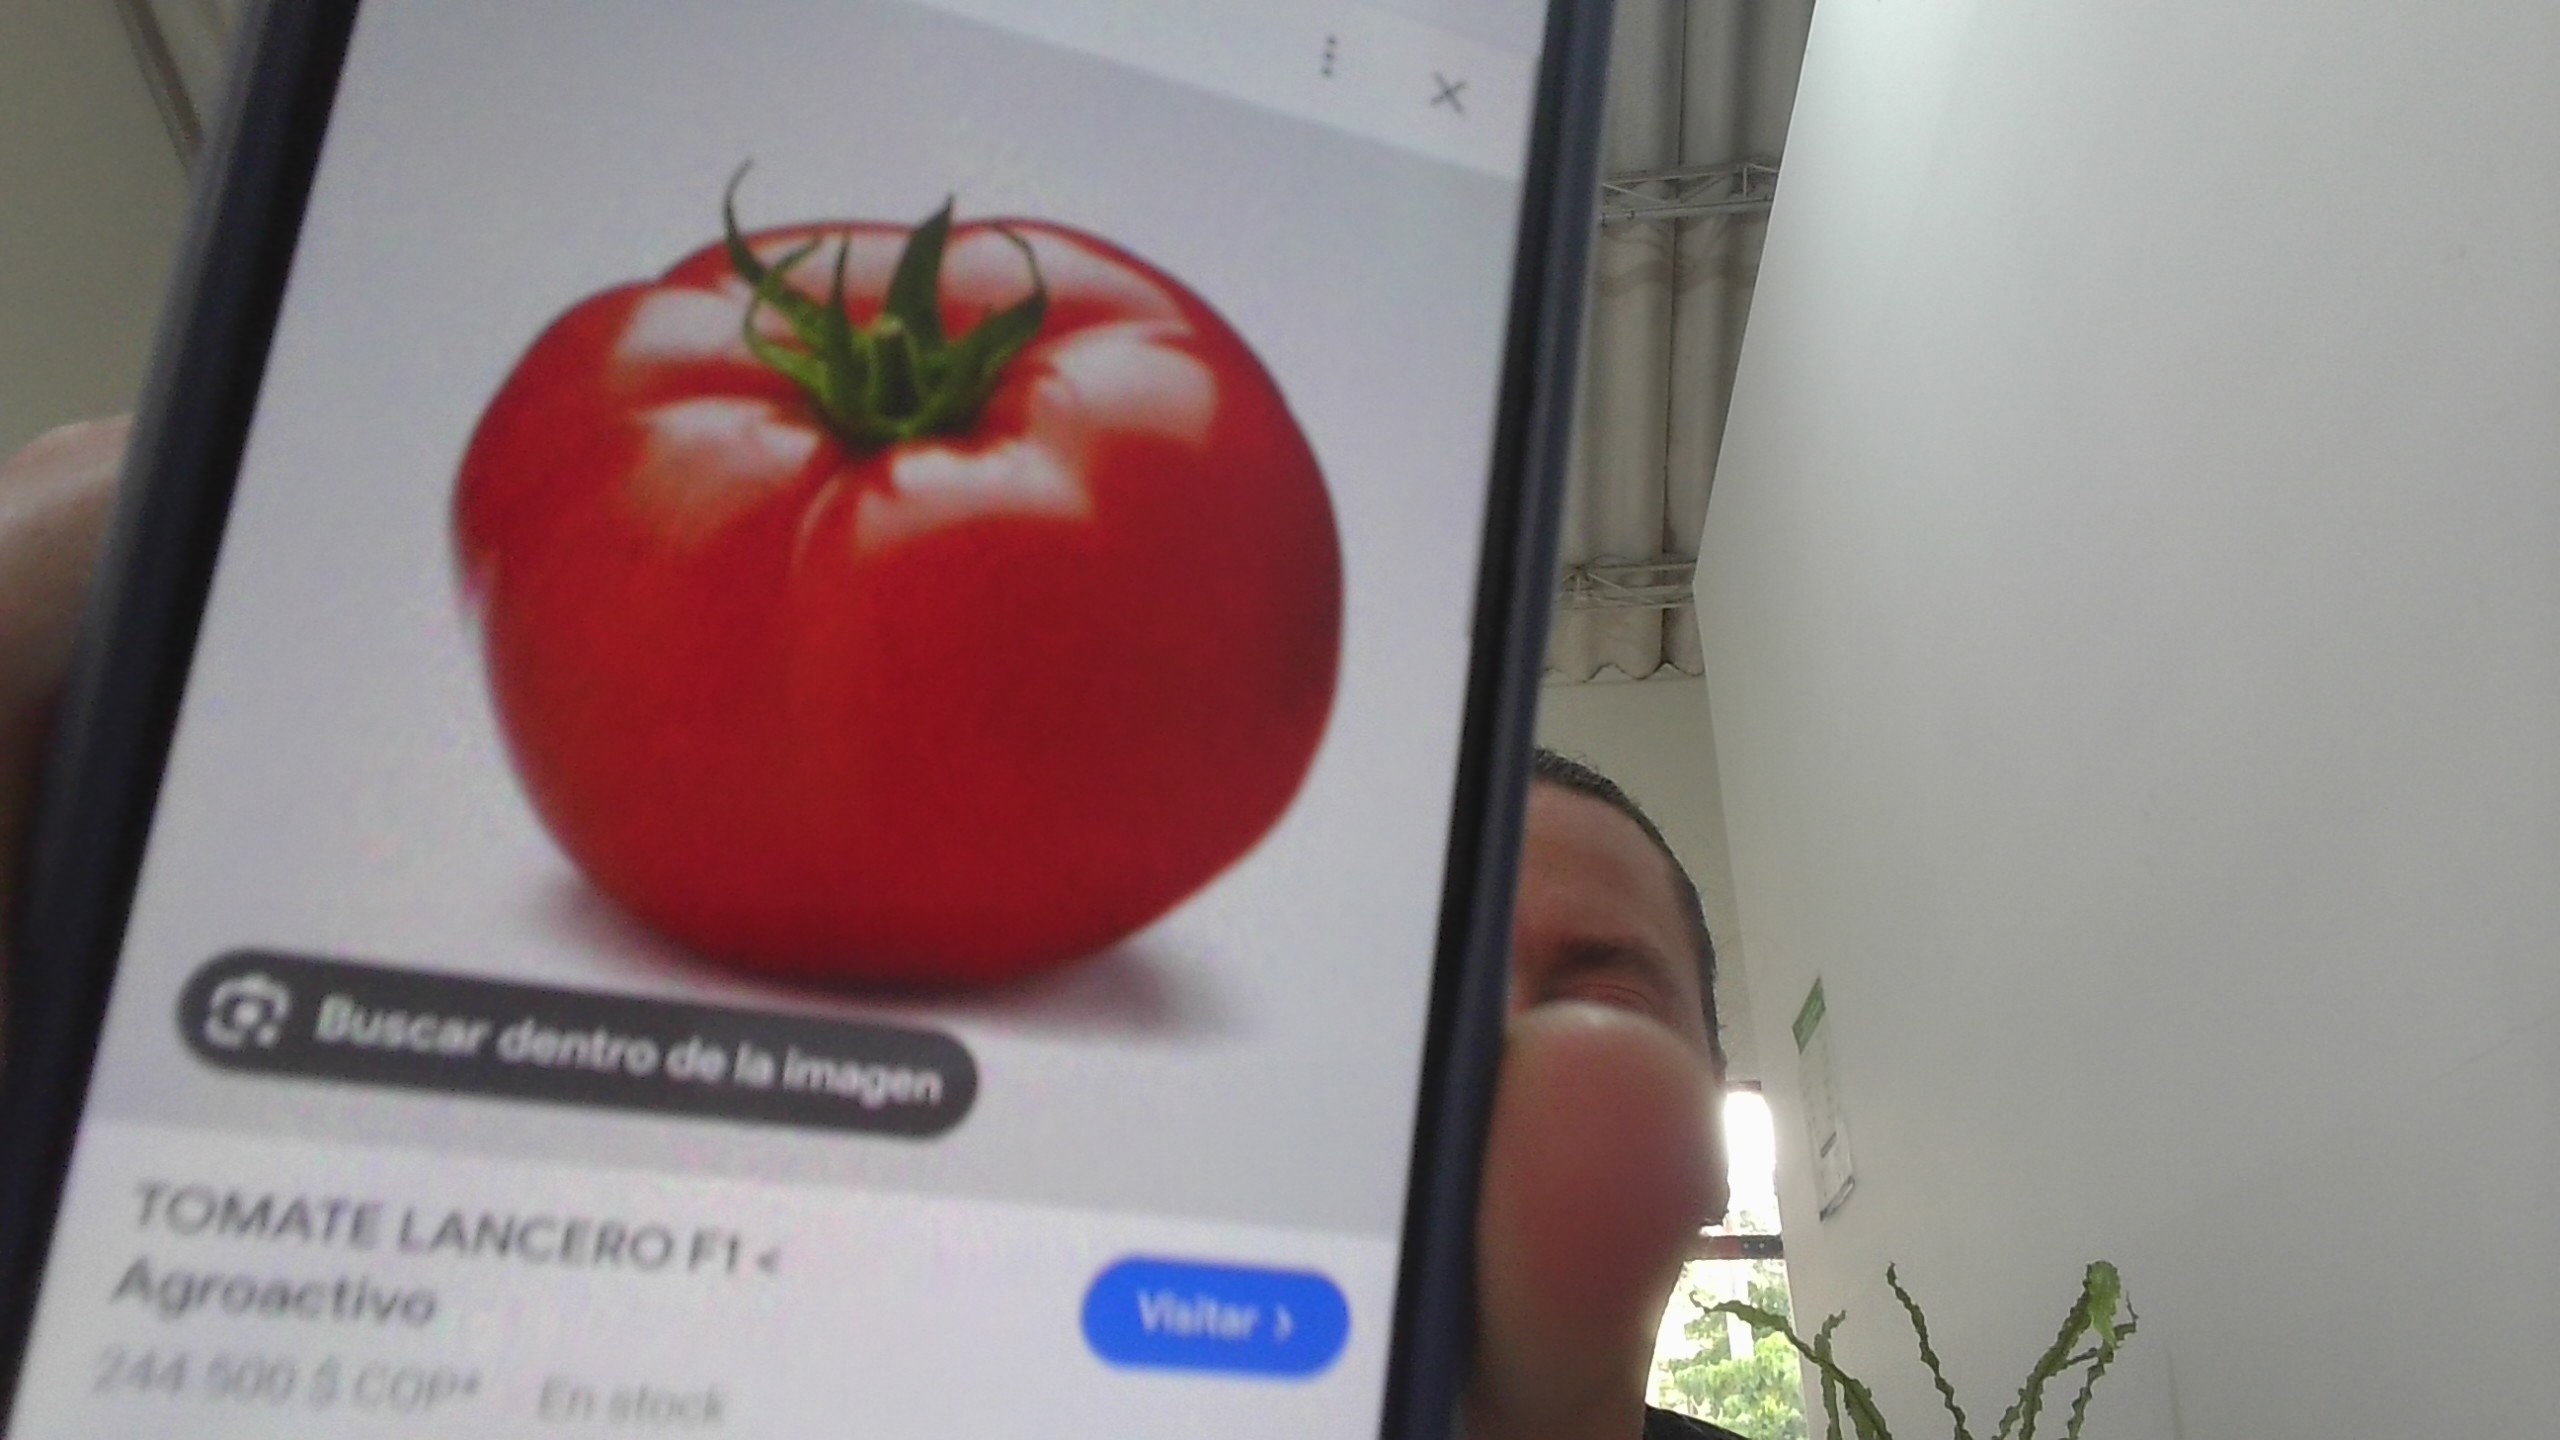 Buscar dentro de la imagen
TOMATE LANCERO F1 <
Agroactivo
Visitar >
244 500 $ COP* En stock